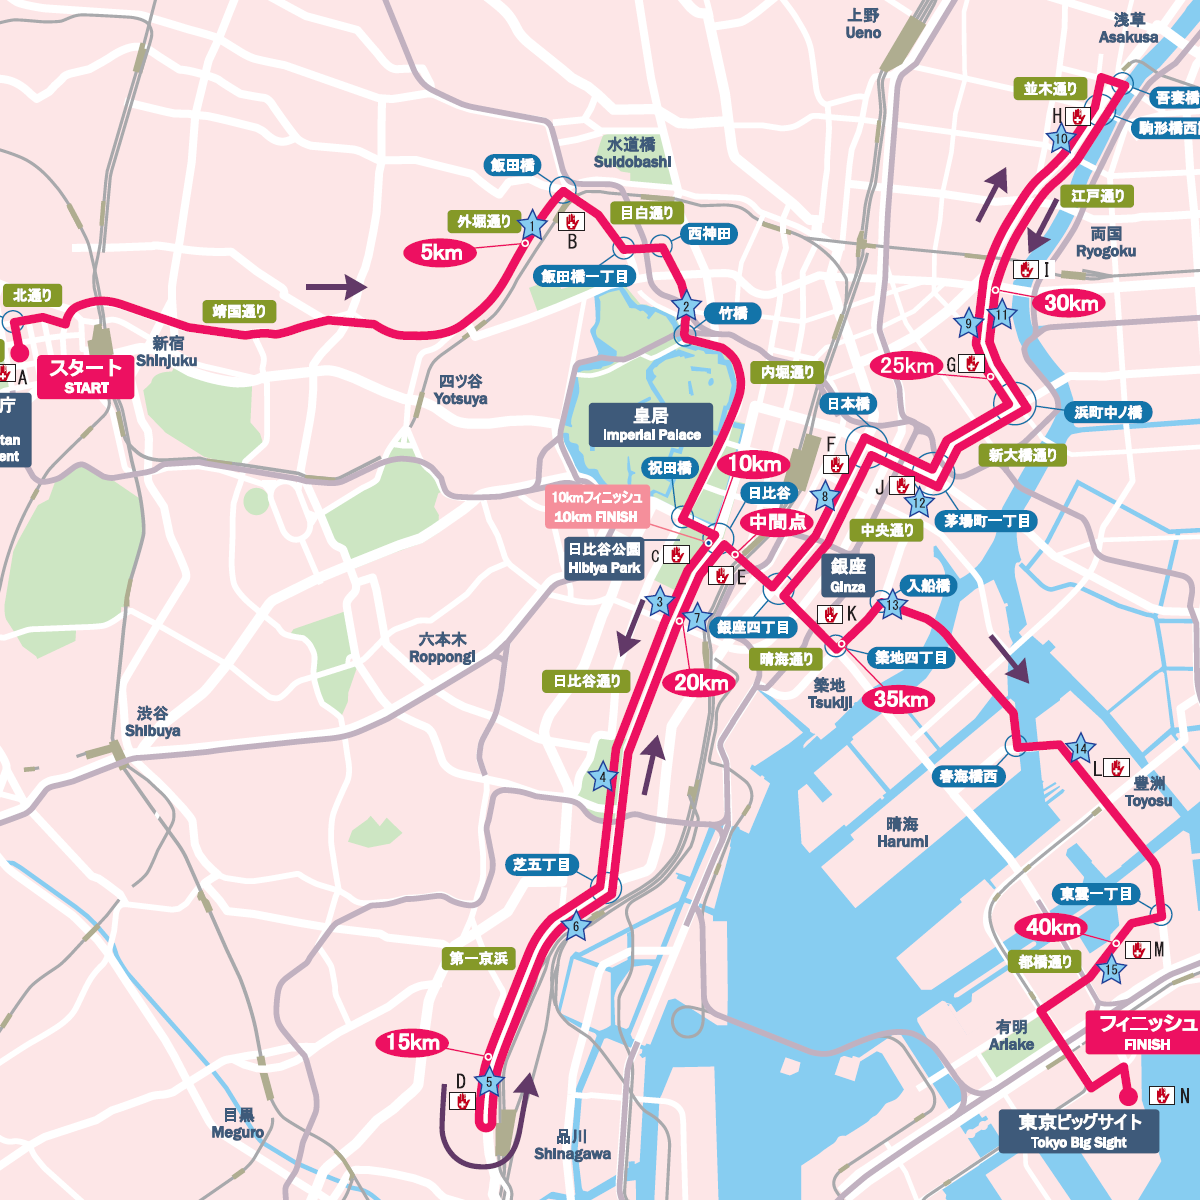 上野
Ueno
浅草
Asakusa
並木通り
吾妻橋
H
10
駒形橋西
水道橋
Suidobashi
飯田橋
江戸通り
外堀通り
1
B
目白通り
西神田
両国
Ryogoku
5km
飯田橋一丁目
I
北通り
靖国通り
2
竹橋
30km
9
11
新宿
Shinjuku
スタート
START
A
四ツ谷
Yotsuya
内堀通り
25km
G
庁
tan
ent
皇居
Imperial Palace
日本橋
浜町中ノ橋
F
新大橋通り
祝田橋
10km
J
10kmフィニッシュ
10km FINISH
日比谷
8
12
中間点
中央通り
茅場町一丁目
日比谷公園
Hibiya Park
C
E
銀座
Ginza
入船橋
3
7
K
13
銀座四丁目
六本木
Roppongi
晴海通り
築地四丁目
日比谷通り
20km
築地
Tsukiji
35km
渋谷
Shibuya
4
14
春海橋西
L
豊洲
Toyosu
晴海
Harumi
芝五丁目
東雲一丁目
6
40km
第一京浜
都橋通り
M
15
15km
有明
Ariake
フィニッシュ
FINISH
D
5
N
目黒
Meguro
品川
Shinagawa
東京ビッグサイト
Tokyo Big Sight